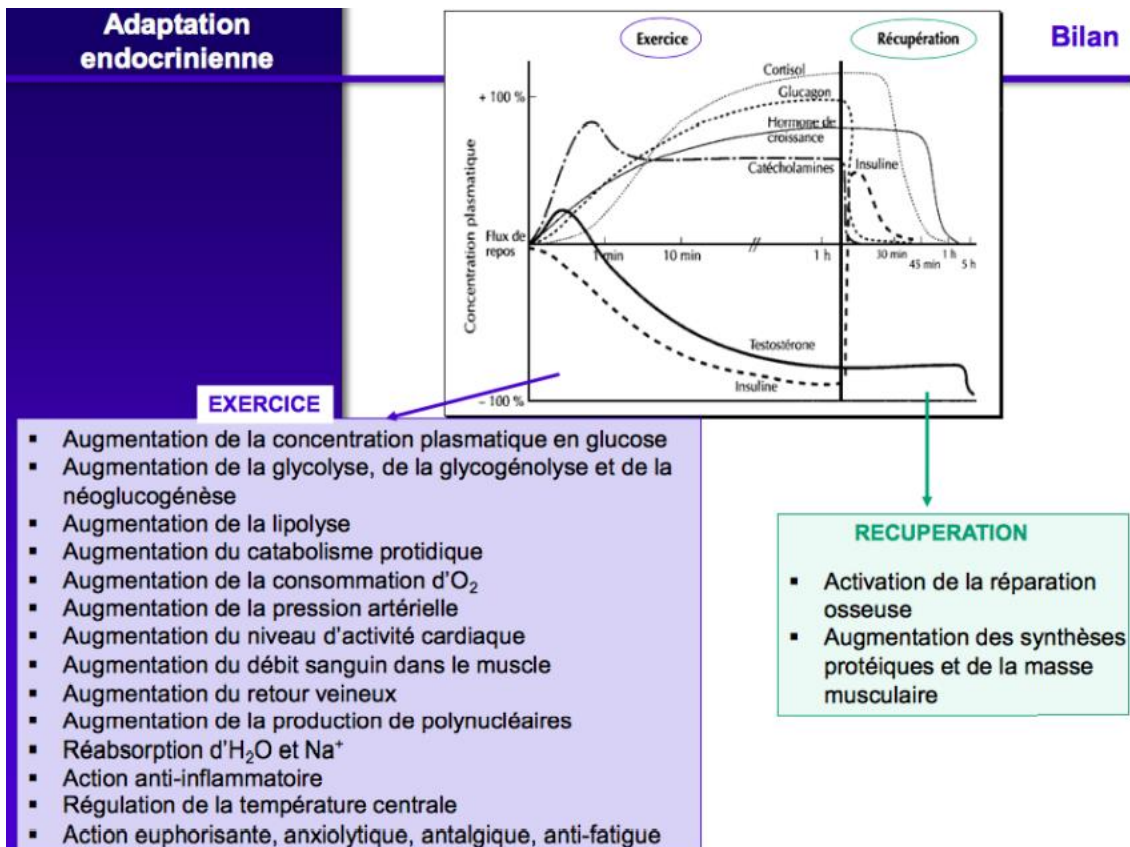 Adaptation
endocrinienne
Bilan
Exercice
Récupération
Concentration plasmatique
+ 100 %
Flux de
repos
– 100 %
Cortisol
Glucagon
Hormone de
croissance
Catécholamines
Insuline
1 min
10 min
//
1 h
30 min
45 min
1 h
5 h
Testostérone
Insuline
EXERCICE
▪ Augmentation de la concentration plasmatique en glucose
▪ Augmentation de la glycolyse, de la glycogénolyse et de la
néoglucogénèse
▪ Augmentation de la lipolyse
▪ Augmentation du catabolisme protidique
▪ Augmentation de la consommation d'O₂
▪ Augmentation de la pression artérielle
▪ Augmentation du niveau d'activité cardiaque
▪ Augmentation du débit sanguin dans le muscle
▪ Augmentation du retour veineux
▪ Augmentation de la production de polynucléaires
▪ Réabsorption d'H₂O et Na⁺
▪ Action anti-inflammatoire
▪ Régulation de la température centrale
▪ Action euphorisante, anxiolytique, antalgique, anti-fatigue
RECUPERATION
▪ Activation de la réparation
osseuse
▪ Augmentation des synthèses
protéiques et de la masse
musculaire